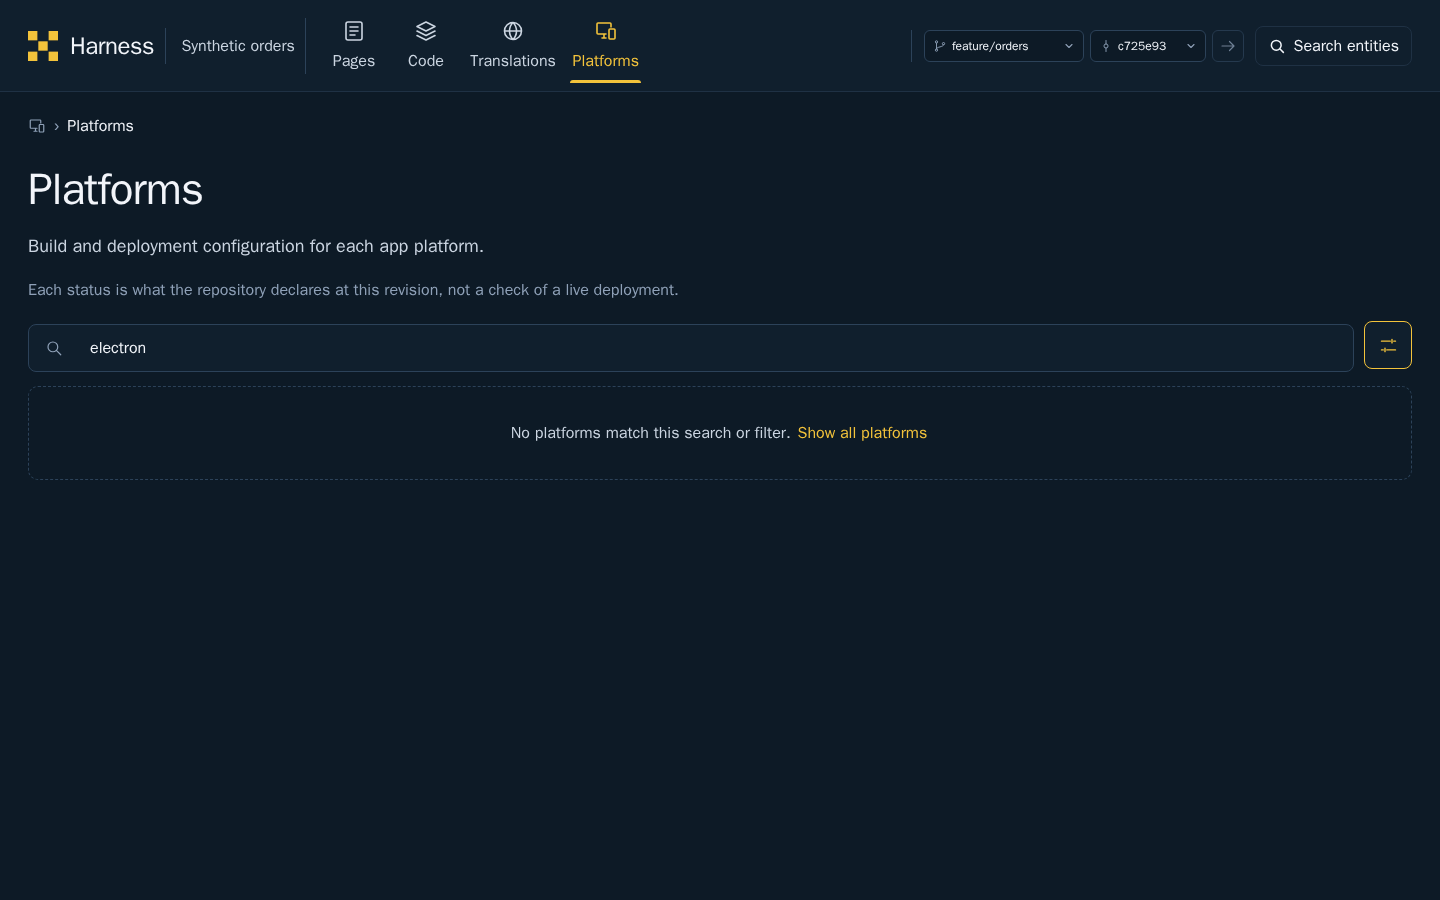 Harness
Synthetic orders
Pages
Code
Translations
Platforms
feature/orders
c725e93
Search entities
› Platforms
Platforms
Build and deployment configuration for each app platform.
Each status is what the repository declares at this revision, not a check of a live deployment.
electron
No platforms match this search or filter. Show all platforms